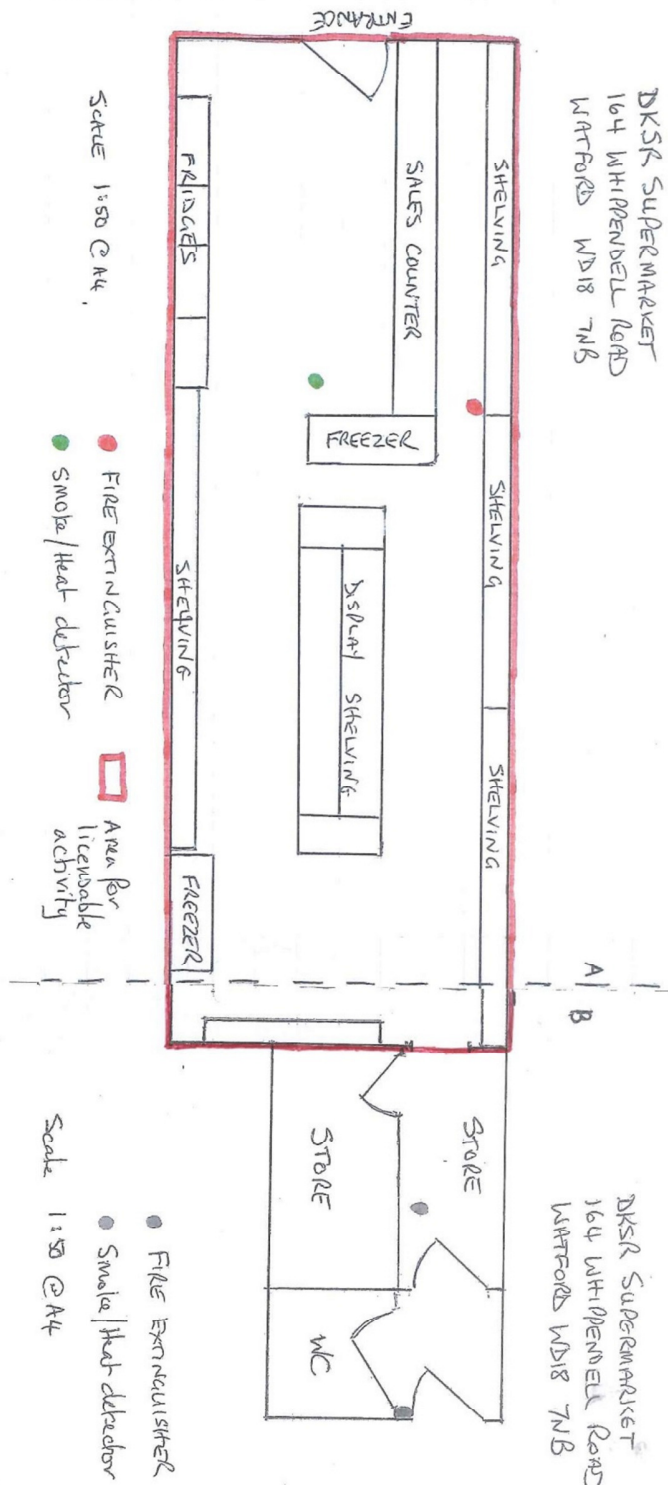 DKSR SUPERMARKET
164 WHIPPENDELL ROAD
WATFORD WD18 7NB
ENTRANCE
SHELVING
SALES COUNTER
FRIDGES
FREEZER
SHELVING
DISPLAY SHELVING
SHELVING
SHELVING
FREEZER
SCALE 1:50 @ A4.
FIRE EXTINGUISHER
Smoke/Heat detector
Area for
licensable
activity
A
B
DKSR SUPERMARKET
164 WHIPPENDELL ROAD
WATFORD WD18 7NB
STORE
STORE
WC
FIRE EXTINGUISHER
Smoke/Heat detector
Scale 1:50 @ A4